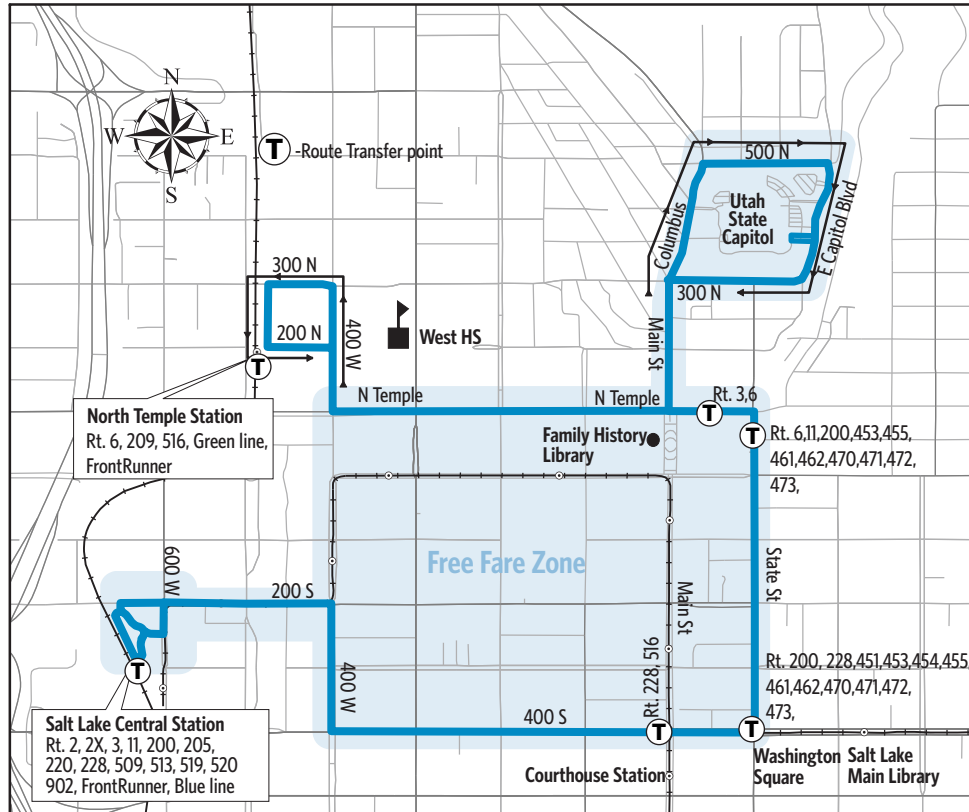 N
W
E
S
T
-Route Transfer point
500 N
Utah
State
Capitol
Columbus
E Capitol Blvd
300 N
300 N
200 N
400 W
West HS
Main St
T
N Temple
N Temple
Rt. 3,6
T
North Temple Station
Rt. 6, 209, 516, Green line,
FrontRunner
Family History
Library
T
Rt. 6,11,200,453,455,
461,462,470,471,472,
473,
Free Fare Zone
600 W
200 S
Main St
State St
T
400 W
Rt. 228, 516
Rt. 200, 228,451,453,454,455,
461,462,470,471,472,
473,
400 S
T
T
Salt Lake Central Station
Rt. 2, 2X, 3, 11, 200, 205,
220, 228, 509, 513, 519, 520
902, FrontRunner, Blue line
Courthouse Station
Washington
Square
Salt Lake
Main Library